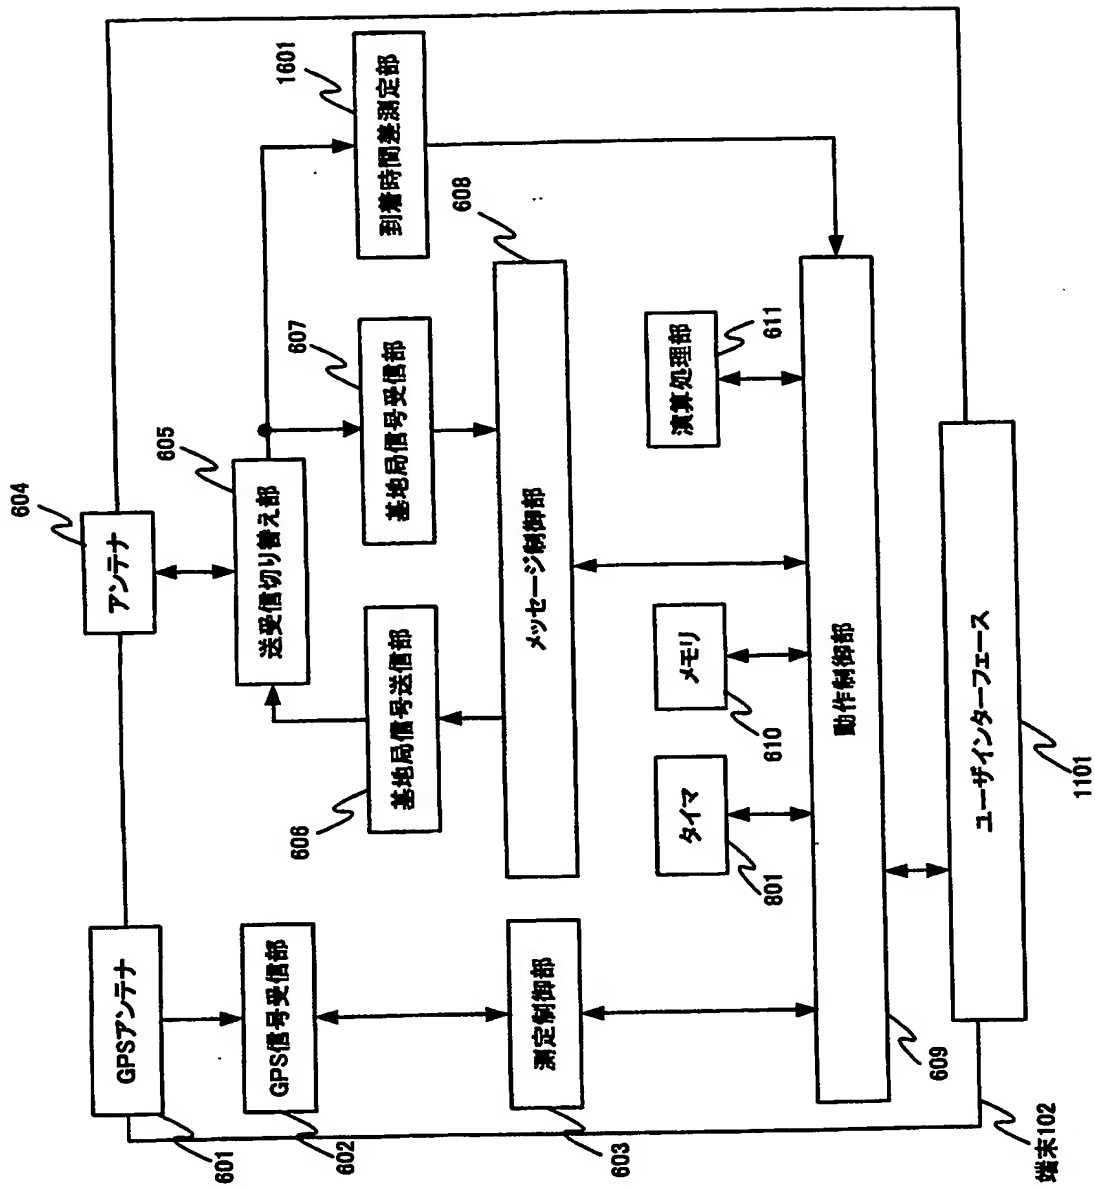 GPSアンテナ
601
GPS信号受信部
602
測定制御部
603
アンテナ
604
送受信切り替え部
605
基地局信号送信部
606
基地局信号受信部
607
到着時間差測定部
1601
メッセージ制御部
608
タイマ
801
メモリ
610
演算処理部
611
動作制御部
609
ユーザインターフェース
1101
端末102